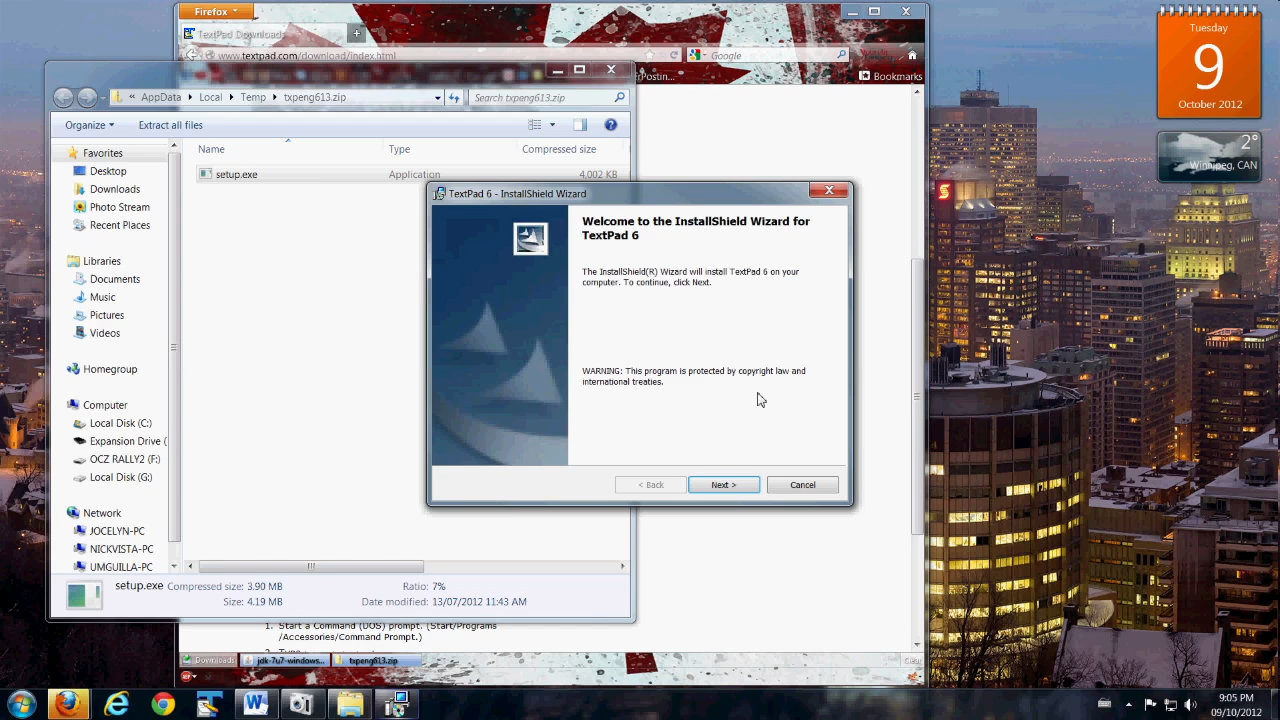 Firefox
TextPad Downloads
www.textpad.com/download/index.html
Google
Bookmarks
AppData
Local
Temp
txpeng613.zip
Search txpeng613.zip
Organize
Extract all files
Name
Type
Compressed size
setup.exe
Application
4,002 KB
Favorites
Desktop
Downloads
Photo Stream
Recent Places
Libraries
Documents
Music
Pictures
Videos
Homegroup
Computer
Local Disk (C:)
Expansion Drive (
OCZ RALLY2 (F:)
Local Disk (G:)
Network
JOCELYN-PC
NICKVISTA-PC
UMGUILLA-PC
setup.exe
Compressed size: 3.90 MB
Size: 4.19 MB
Ratio: 7%
Date modified: 13/07/2012 11:43 AM
TextPad 6 - InstallShield Wizard
Welcome to the InstallShield Wizard for
TextPad 6
The InstallShield(R) Wizard will install TextPad 6 on your
computer. To continue, click Next.
WARNING: This program is protected by copyright law and
international treaties.
< Back
Next >
Cancel
1. Start a Command (DOS) prompt. (Start/Programs
/Accessories/Command Prompt.)
Downloads
jdk-7u7-windows...
txpeng613.zip
Clear
Tuesday
9
October 2012
2°
Winnipeg, CAN
9:05 PM
09/10/2012